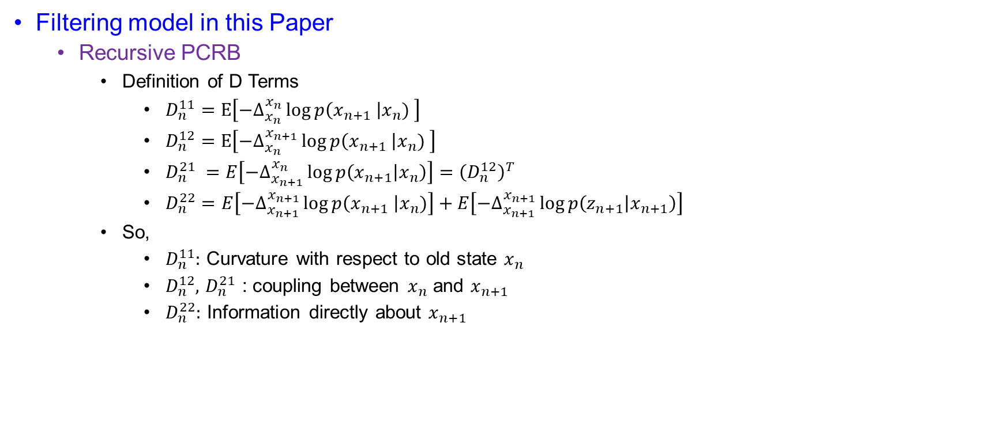 • Filtering model in this Paper
• Recursive PCRB
• Definition of D Terms
• $D_n^{11} = \mathrm{E}\left[-\Delta_{x_n}^{x_n} \log p(x_{n+1} \,|x_n)\,\right]$
• $D_n^{12} = \mathrm{E}\left[-\Delta_{x_n}^{x_{n+1}} \log p(x_{n+1} \,|x_n)\,\right]$
• $D_n^{21} \,= E\left[-\Delta_{x_{n+1}}^{x_n} \log p(x_{n+1}|x_n)\right] = (D_n^{12})^T$
• $D_n^{22} = E\left[-\Delta_{x_{n+1}}^{x_{n+1}} \log p(x_{n+1} \,|x_n)\right] + E\left[-\Delta_{x_{n+1}}^{x_{n+1}} \log p(z_{n+1}|x_{n+1})\right]$
• So,
• $D_n^{11}$: Curvature with respect to old state $x_n$
• $D_n^{12}$, $D_n^{21}$ : coupling between $x_n$ and $x_{n+1}$
• $D_n^{22}$: Information directly about $x_{n+1}$